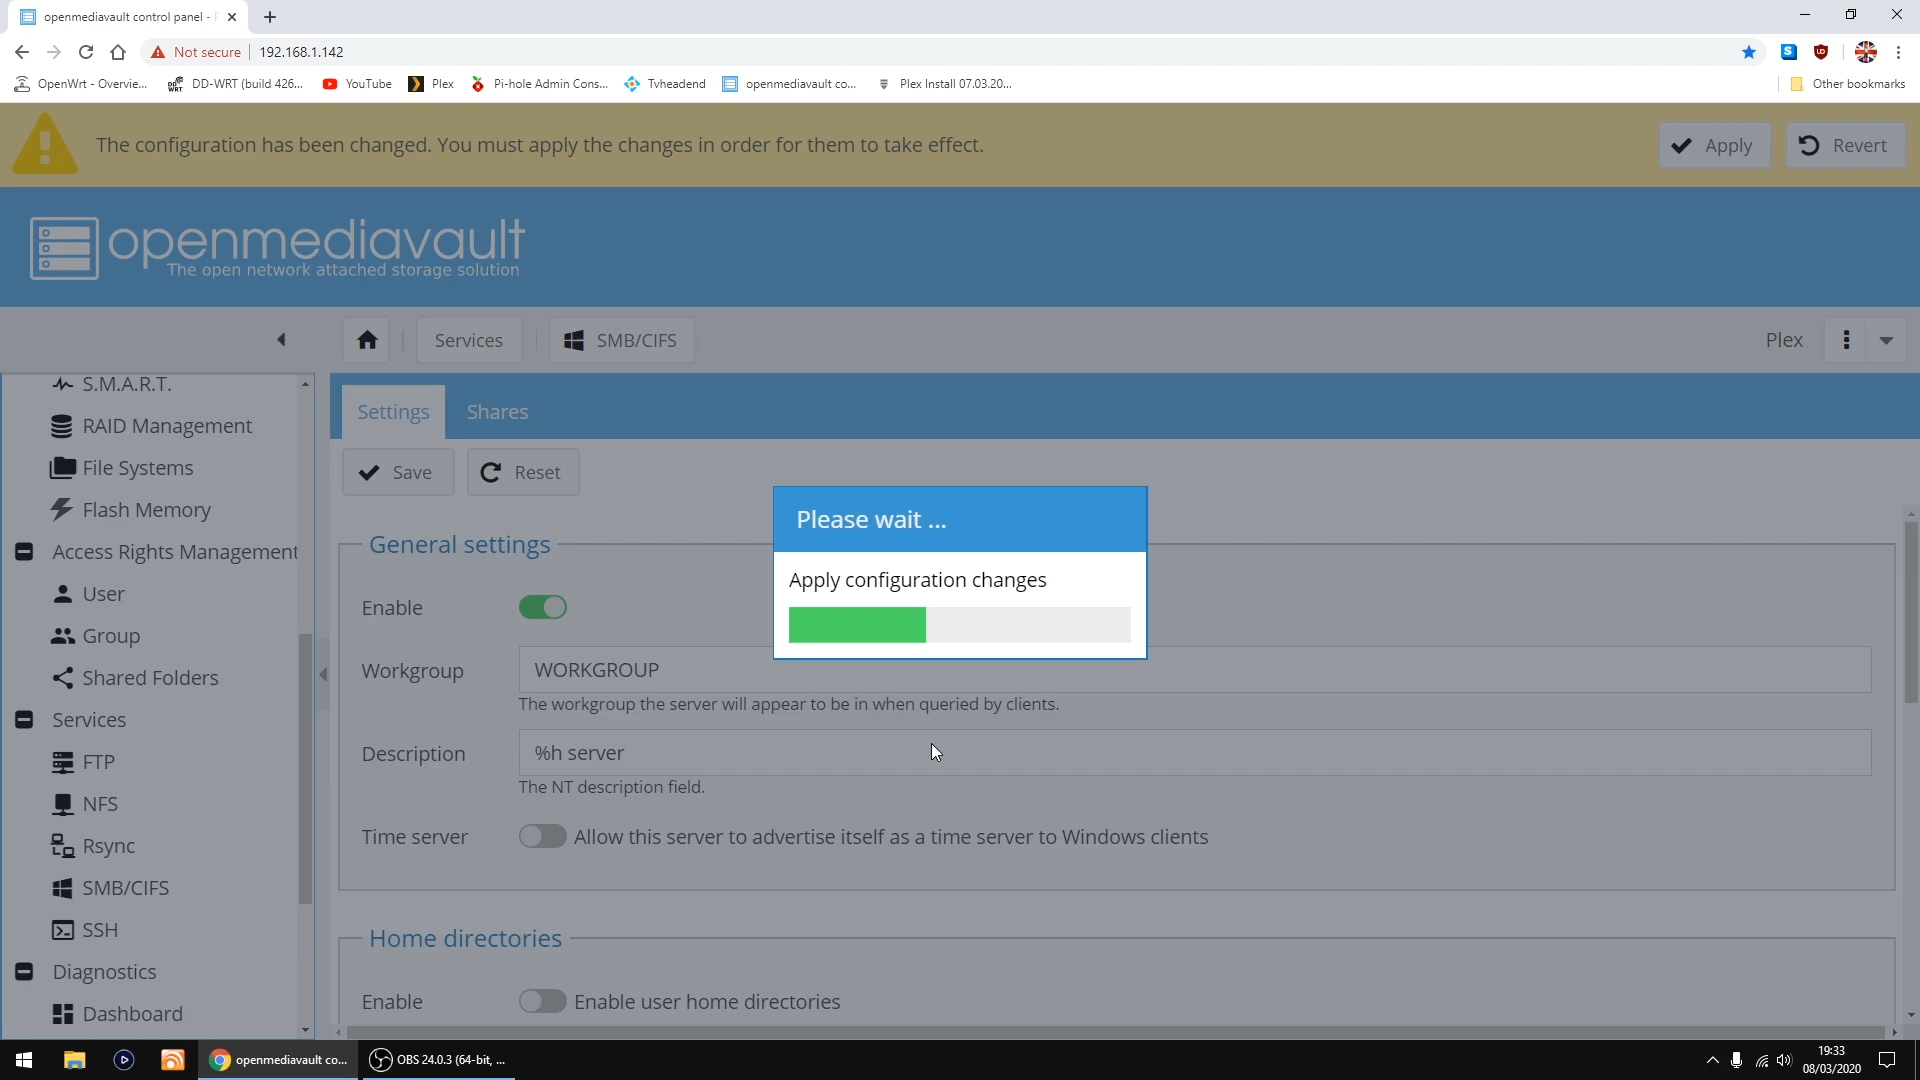 openmediavault control panel -
Not secure
192.168.1.142
OpenWrt - Overvie...
DD-WRT (build 426...
YouTube
Plex
Pi-hole Admin Cons...
Tvheadend
openmediavault co...
Plex Install 07.03.20...
Other bookmarks
The configuration has been changed. You must apply the changes in order for them to take effect.
Apply
Revert
openmediavault
The open network attached storage solution
Services
SMB/CIFS
Plex
S.M.A.R.T.
RAID Management
File Systems
Flash Memory
Access Rights Management
User
Group
Shared Folders
Services
FTP
NFS
Rsync
SMB/CIFS
SSH
Diagnostics
Dashboard
Settings
Shares
Save
Reset
Please wait ...
Apply configuration changes
General settings
Enable
Workgroup
WORKGROUP
The workgroup the server will appear to be in when queried by clients.
Description
%h server
The NT description field.
Time server
Allow this server to advertise itself as a time server to Windows clients
Home directories
Enable
Enable user home directories
openmediavault co...
OBS 24.0.3 (64-bit, ...
19:33
08/03/2020